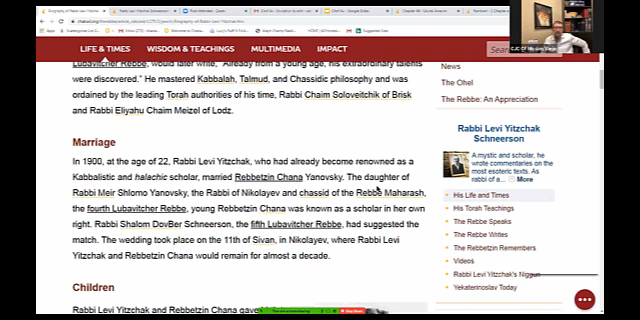 LIFE & TIMES
WISDOM & TEACHINGS
MULTIMEDIA
IMPACT
Lubavitcher Rebbe, would later write, "Already from a young age, his extraordinary talents
were discovered." He mastered Kabbalah, Talmud, and Chassidic philosophy and was
ordained by the leading Torah authorities of his time, Rabbi Chaim Soloveitchik of Brisk
and Rabbi Eliyahu Chaim Meizel of Lodz.
Marriage
In 1900, at the age of 22, Rabbi Levi Yitzchak, who had already become renowned as a
Kabbalistic and halachic scholar, married Rebbetzin Chana Yanovsky. The daughter of
Rabbi Meir Shlomo Yanovsky, the Rabbi of Nikolayev and chassid of the Rebbe Maharash,
the fourth Lubavitcher Rebbe, young Rebbetzin Chana was known as a scholar in her own
right. Rabbi Shalom DovBer Schneerson, the fifth Lubavitcher Rebbe, had suggested the
match. The wedding took place on the 11th of Sivan, in Nikolayev, where Rabbi Levi
Yitzchak and Rebbetzin Chana would remain for almost a decade.
Children
Rabbi Levi Yitzchak and Rebbetzin Chana
News
The Ohel
The Rebbe: An Appreciation
Rabbi Levi Yitzchak
Schneerson
A mystic and scholar, he
wrote commentaries on
the most esoteric texts. As
rabbi of a...
More
His Life and Times
His Torah Teachings
The Rebbe Speaks
The Rebbe Writes
The Rebbetzin Remembers
Videos
Rabbi Levi Yitzchak's Niggun
Yekaterinoslav Today